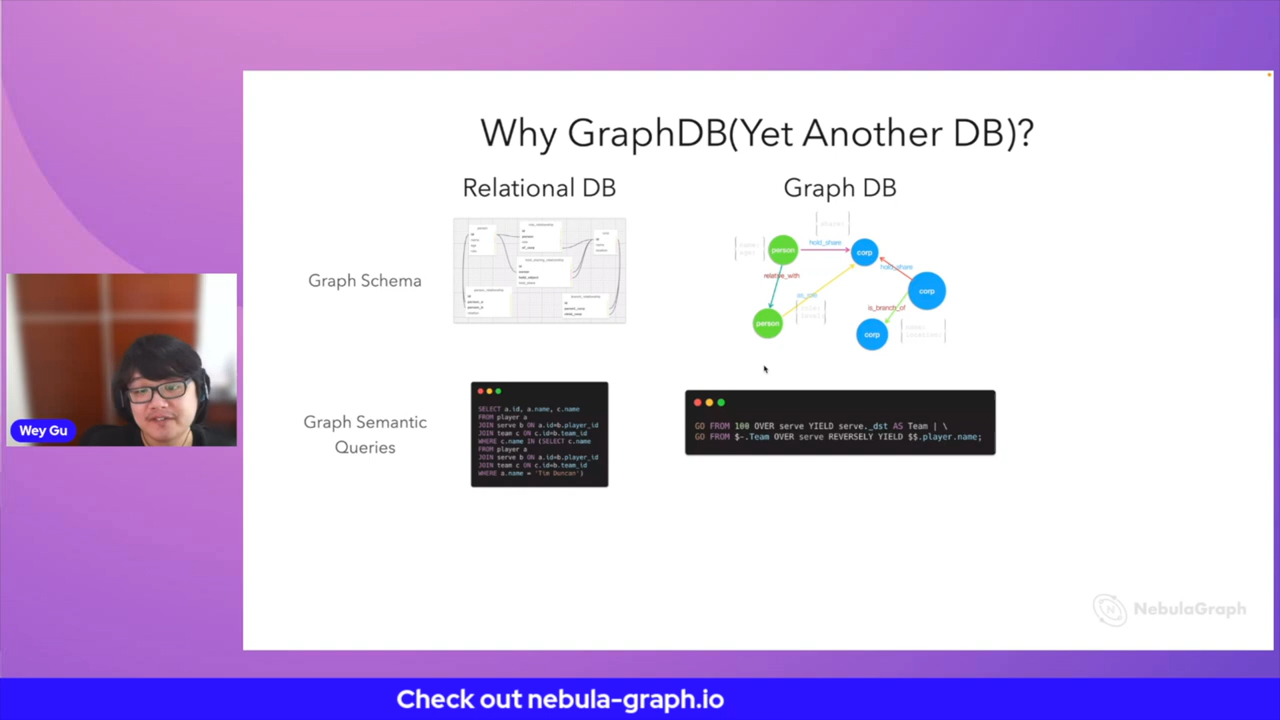 Why GraphDB(Yet Another DB)?
Relational DB
Graph DB
Graph Schema
person
hold_share
corp
relative_with
hold_share
corp
is_branch_of
person
corp
Graph Semantic
Queries
SELECT a.id, a.name, c.name
FROM player a
JOIN serve b ON a.id=b.player_id
JOIN team c ON c.id=b.team_id
WHERE c.name IN (SELECT c.name
FROM player a
JOIN serve b ON a.id=b.player_id
JOIN team c ON c.id=b.team_id
WHERE a.name = 'Tim Duncan')
GO FROM 100 OVER serve YIELD serve._dst AS Team | \
GO FROM $-.Team OVER serve REVERSELY YIELD $$.player.name;
Wey Gu
NebulaGraph
Check out nebula-graph.io